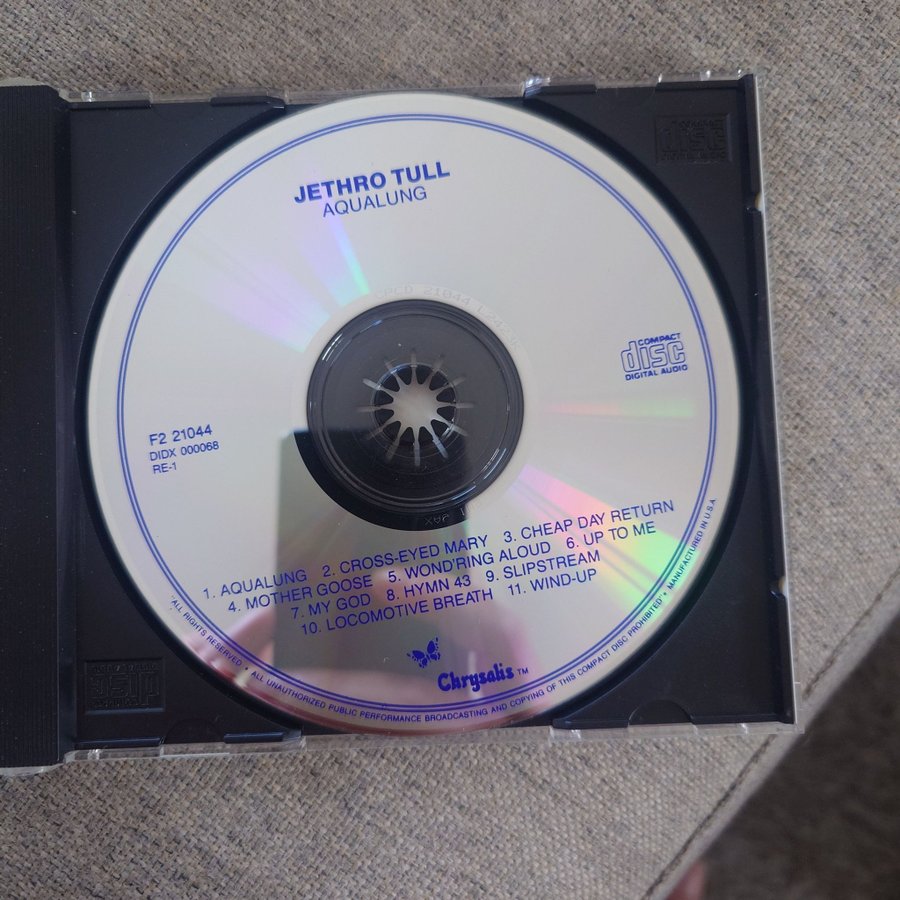 JETHRO TULL
AQUALUNG
COMPACT
disc
DIGITAL AUDIO
F2 21044
DIDX 000068
RE-1
1. AQUALUNG 2. CROSS-EYED MARY 3. CHEAP DAY RETURN
4. MOTHER GOOSE 5. WOND'RING ALOUD 6. UP TO ME
7. MY GOD 8. HYMN 43 9. SLIPSTREAM
10. LOCOMOTIVE BREATH 11. WIND-UP
Chrysalis™
"ALL RIGHTS RESERVED • ALL UNAUTHORIZED PUBLIC PERFORMANCE BROADCASTING AND COPYING OF THIS COMPACT DISC PROHIBITED" • MANUFACTURED IN U.S.A.